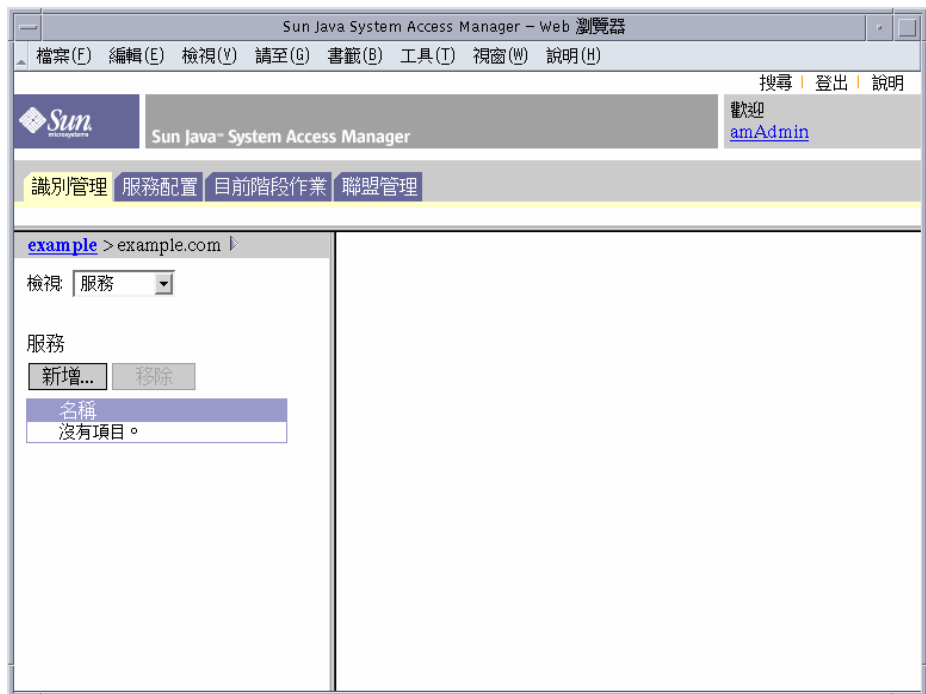 Sun Java System Access Manager – Web 瀏覽器
檔案(F) 編輯(E) 檢視(V) 請至(G) 書籤(B) 工具(T) 視窗(W) 說明(H)
搜尋 | 登出 | 說明
Sun microsystems
Sun Java™ System Access Manager
歡迎
amAdmin
識別管理 服務配置 目前階段作業 聯盟管理
example > example.com
檢視: 服務
服務
新增... 移除
名稱
沒有項目。